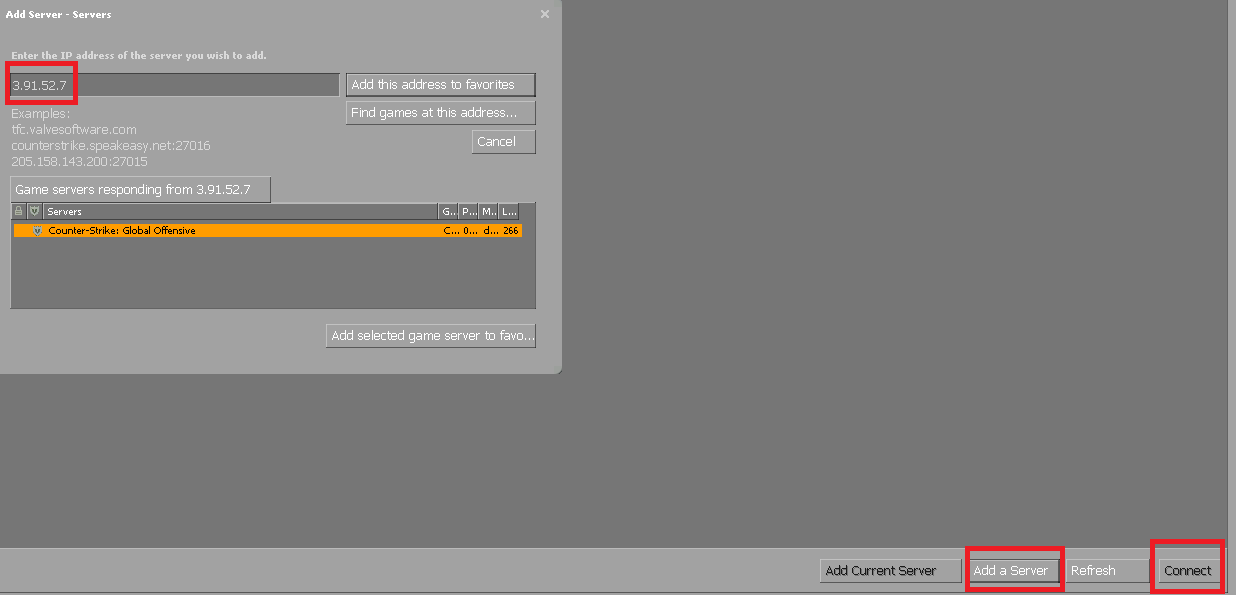 Add Server - Servers
Enter the IP address of the server you wish to add.
3.91.52.7
Add this address to favorites
Find games at this address...
Cancel
Examples:
tfc.valvesoftware.com
counterstrike.speakeasy.net:27016
205.158.143.200:27015
Game servers responding from 3.91.52.7
Servers G... P... M.. L...
Counter-Strike: Global Offensive C... 0... d... 266
Add selected game server to favo...
Add Current Server Add a Server Refresh Connect